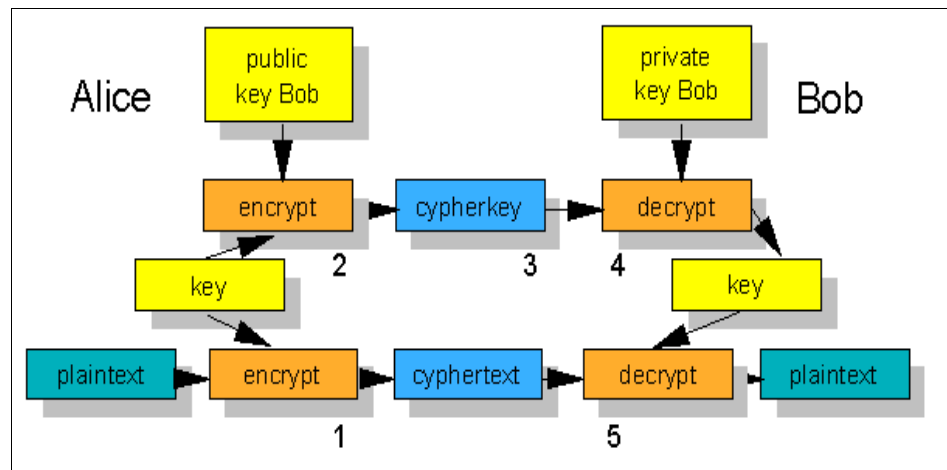 public
key Bob
private
key Bob
Alice
Bob
encrypt
cypherkey
decrypt
2
3
4
key
key
plaintext
encrypt
cyphertext
decrypt
plaintext
1
5